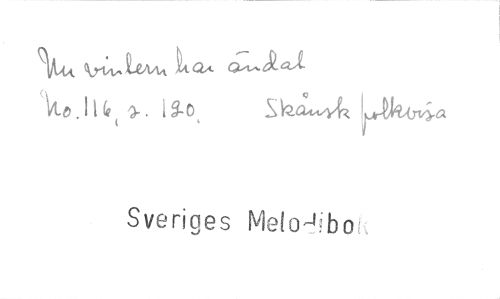 Nu vintern har ändat
No. 116, s. 120. Skånsk folkvisa
Sveriges Melodibok